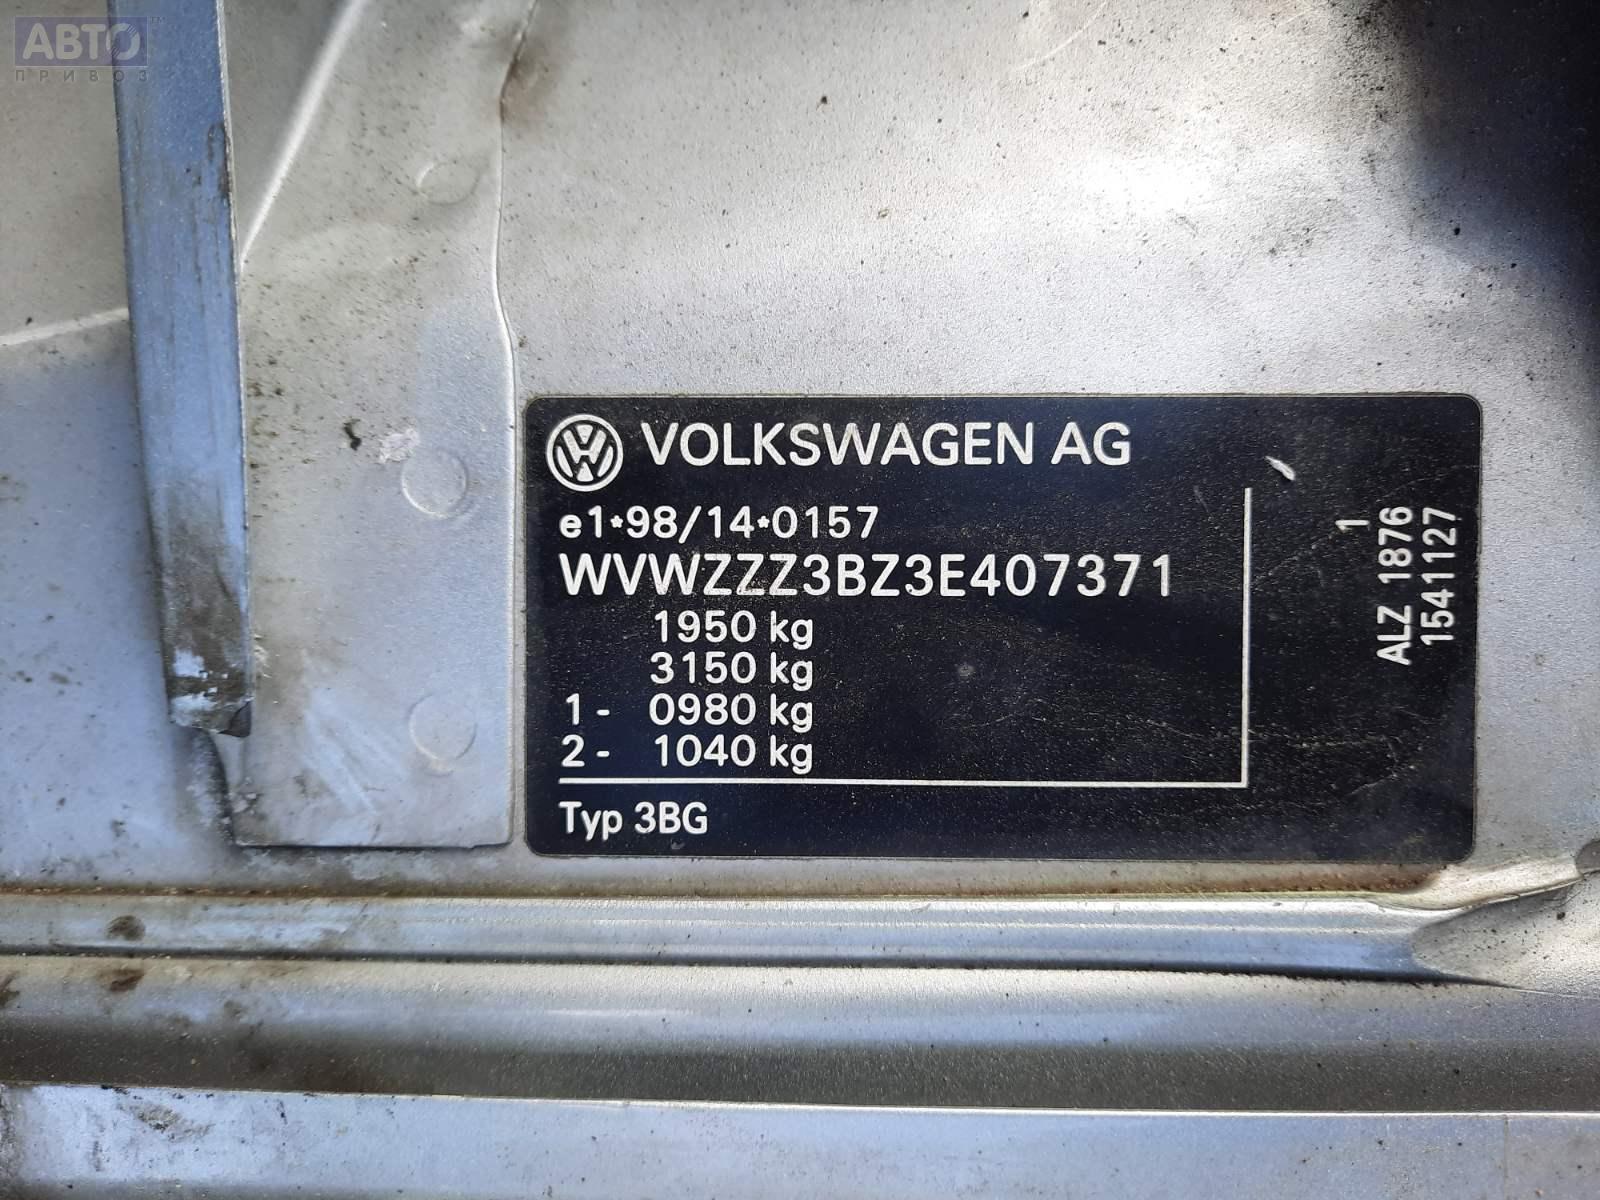 АВТО
ПРИВОЗ
VOLKSWAGEN AG
e1*98/14*0157
WVWZZZ3BZ3E407371
1950 kg
3150 kg
1- 0980 kg
2- 1040 kg
Typ 3BG
1
ALZ 1876
1541127